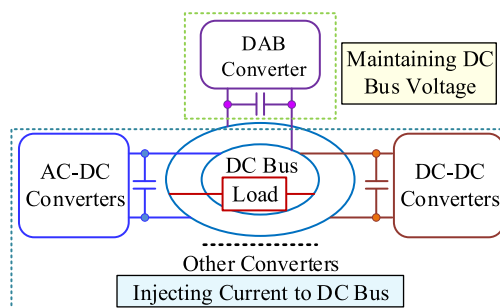 DAB
Converter
Maintaining DC
Bus Voltage
AC-DC
Converters
DC Bus
Load
DC-DC
Converters
Other Converters
Injecting Current to DC Bus